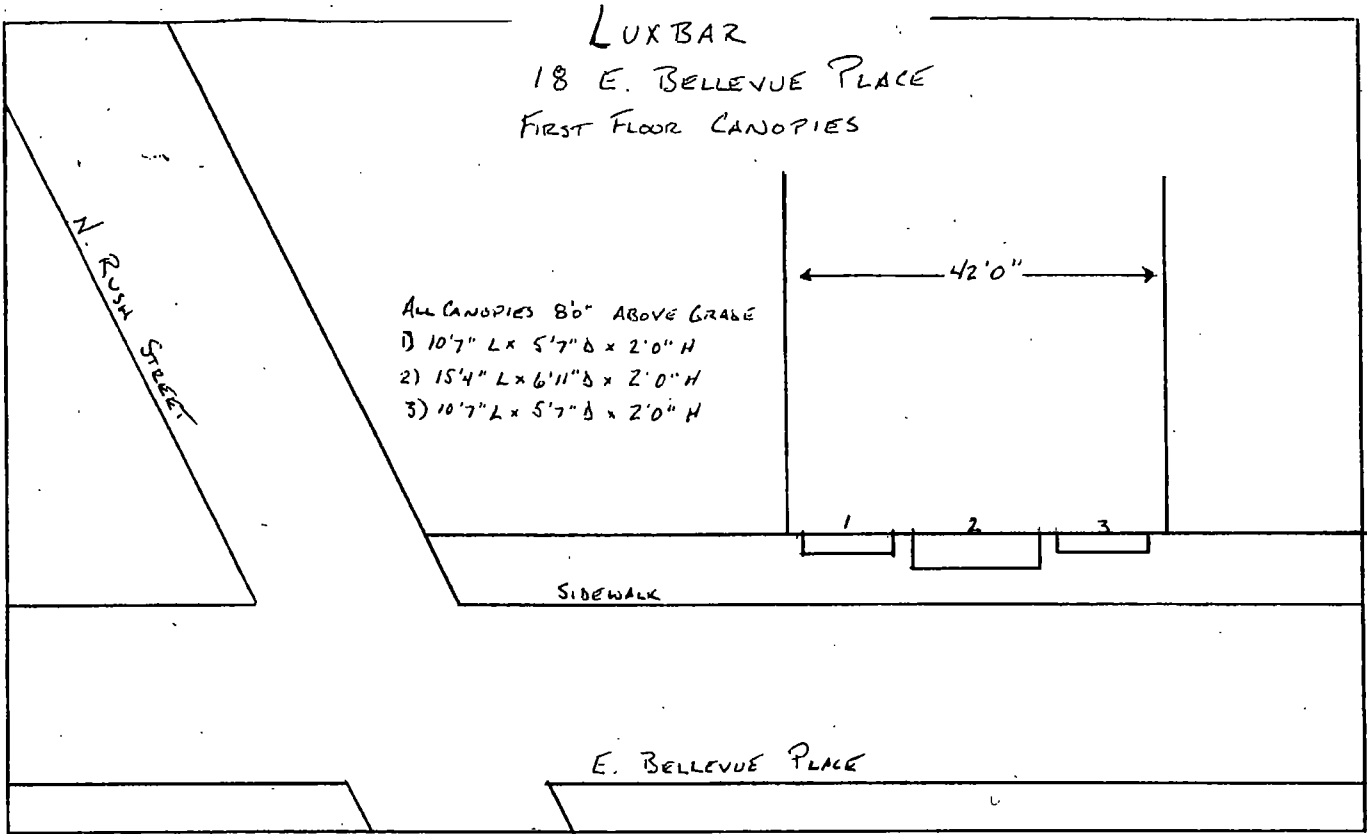 LUXBAR
18 E. BELLEVUE PLACE
FIRST FLOOR CANOPIES
N. RUSH STREET
42'0"
ALL CANOPIES 8'0" ABOVE GRADE
1) 10'7" L x 5'7" D x 2'0" H
2) 15'4" L x 6'11" D x 2'0" H
3) 10'7" L x 5'7" D x 2'0" H
1 2 3
SIDEWALK
E. BELLEVUE PLACE